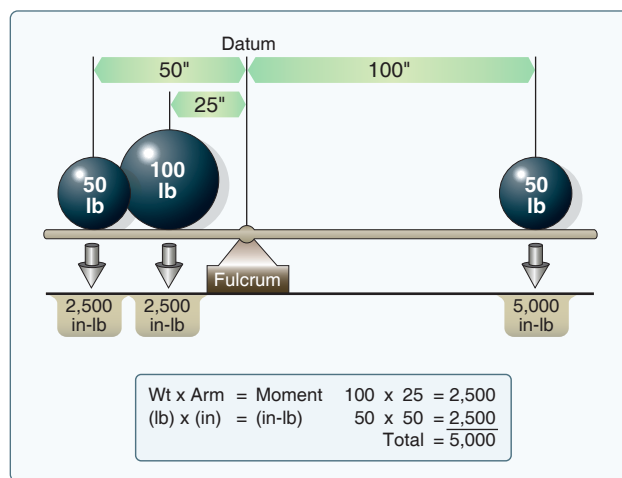 Datum
50" 100"
25"
50
lb
100
lb
50
lb
Fulcrum
2,500
in-lb
2,500
in-lb
5,000
in-lb
Wt x Arm = Moment 100 x 25 = 2,500
(lb) x (in) = (in-lb) 50 x 50 = 2,500
Total = 5,000